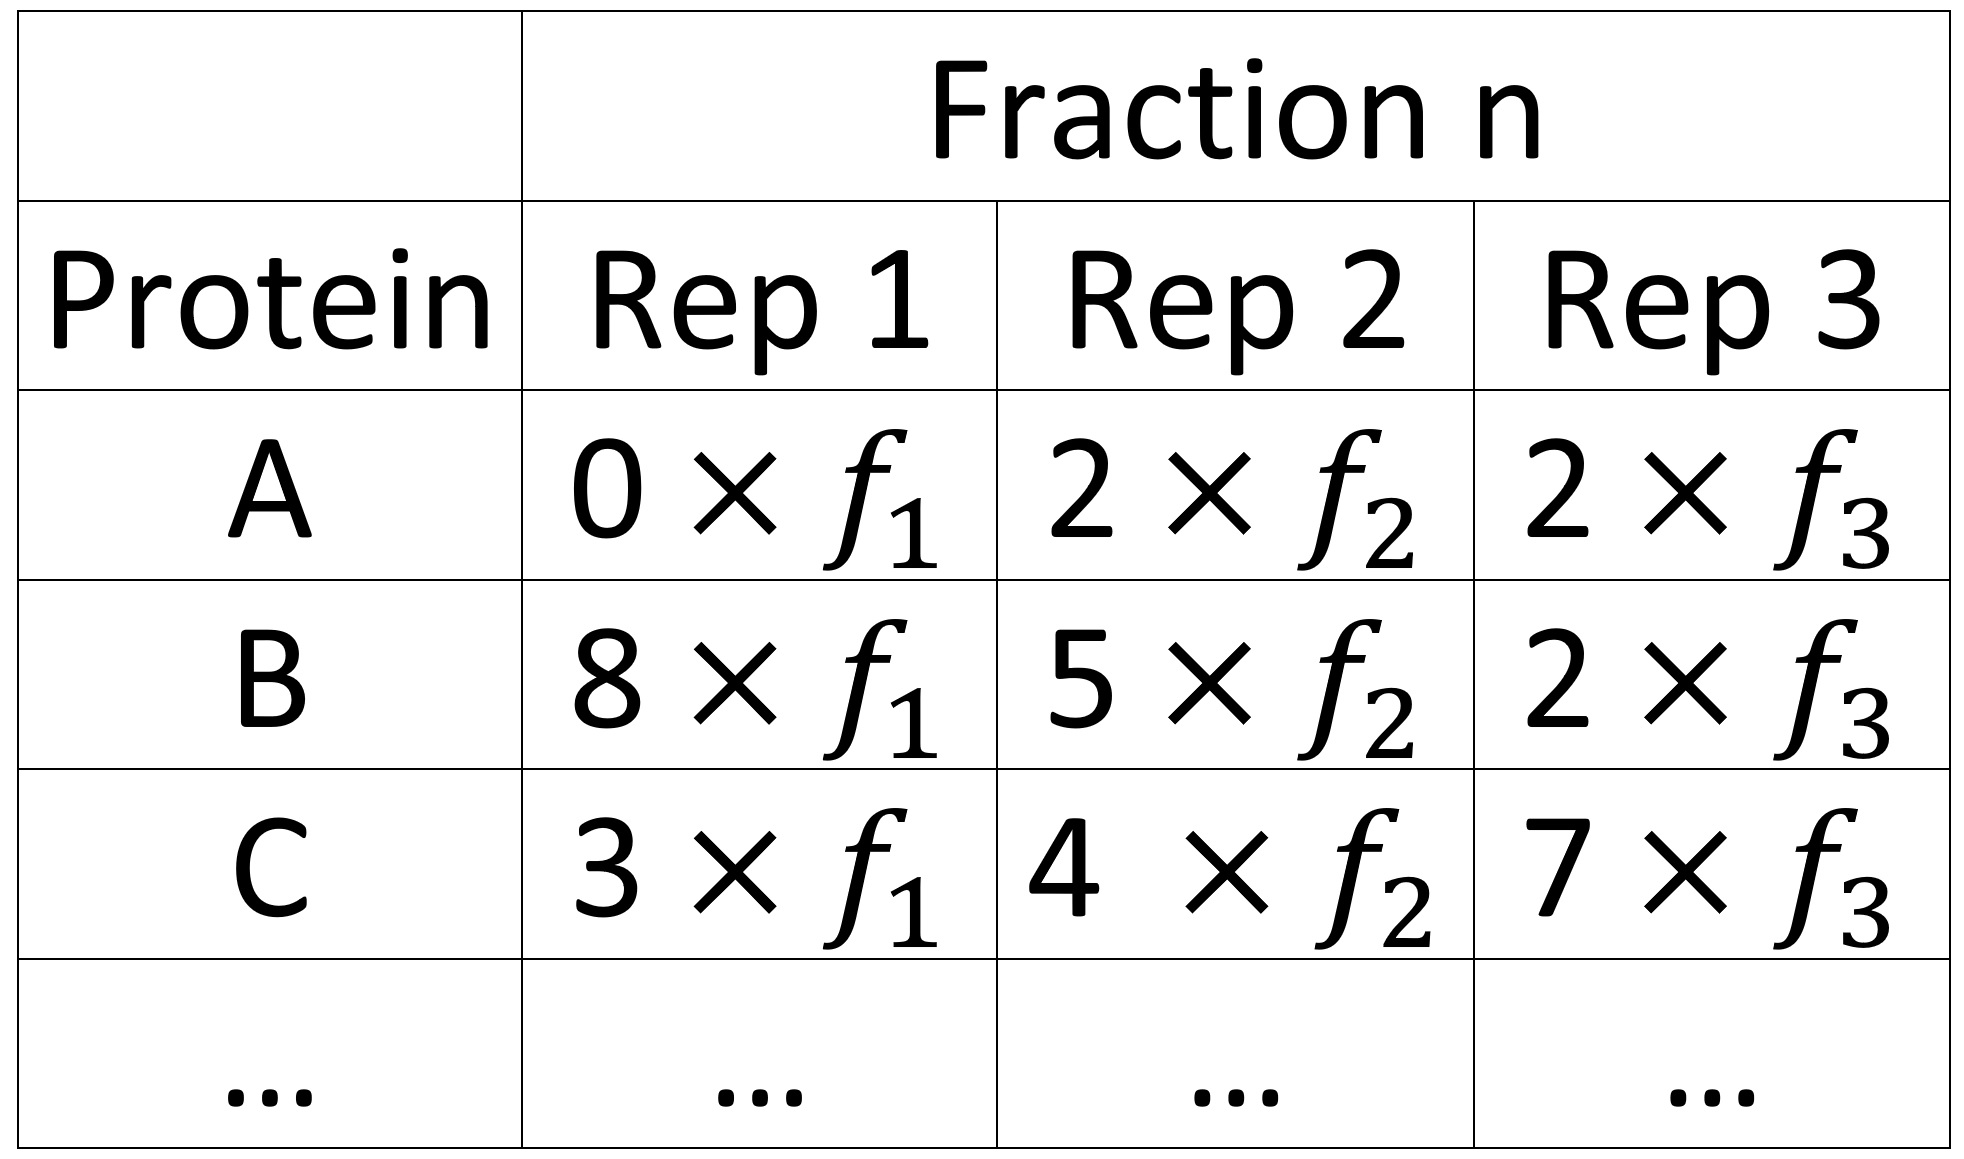 Fraction n
Protein Rep 1 Rep 2 Rep 3
A 0 × f₁ 2 × f₂ 2 × f₃
B 8 × f₁ 5 × f₂ 2 × f₃
C 3 × f₁ 4 × f₂ 7 × f₃
... ... ... ...